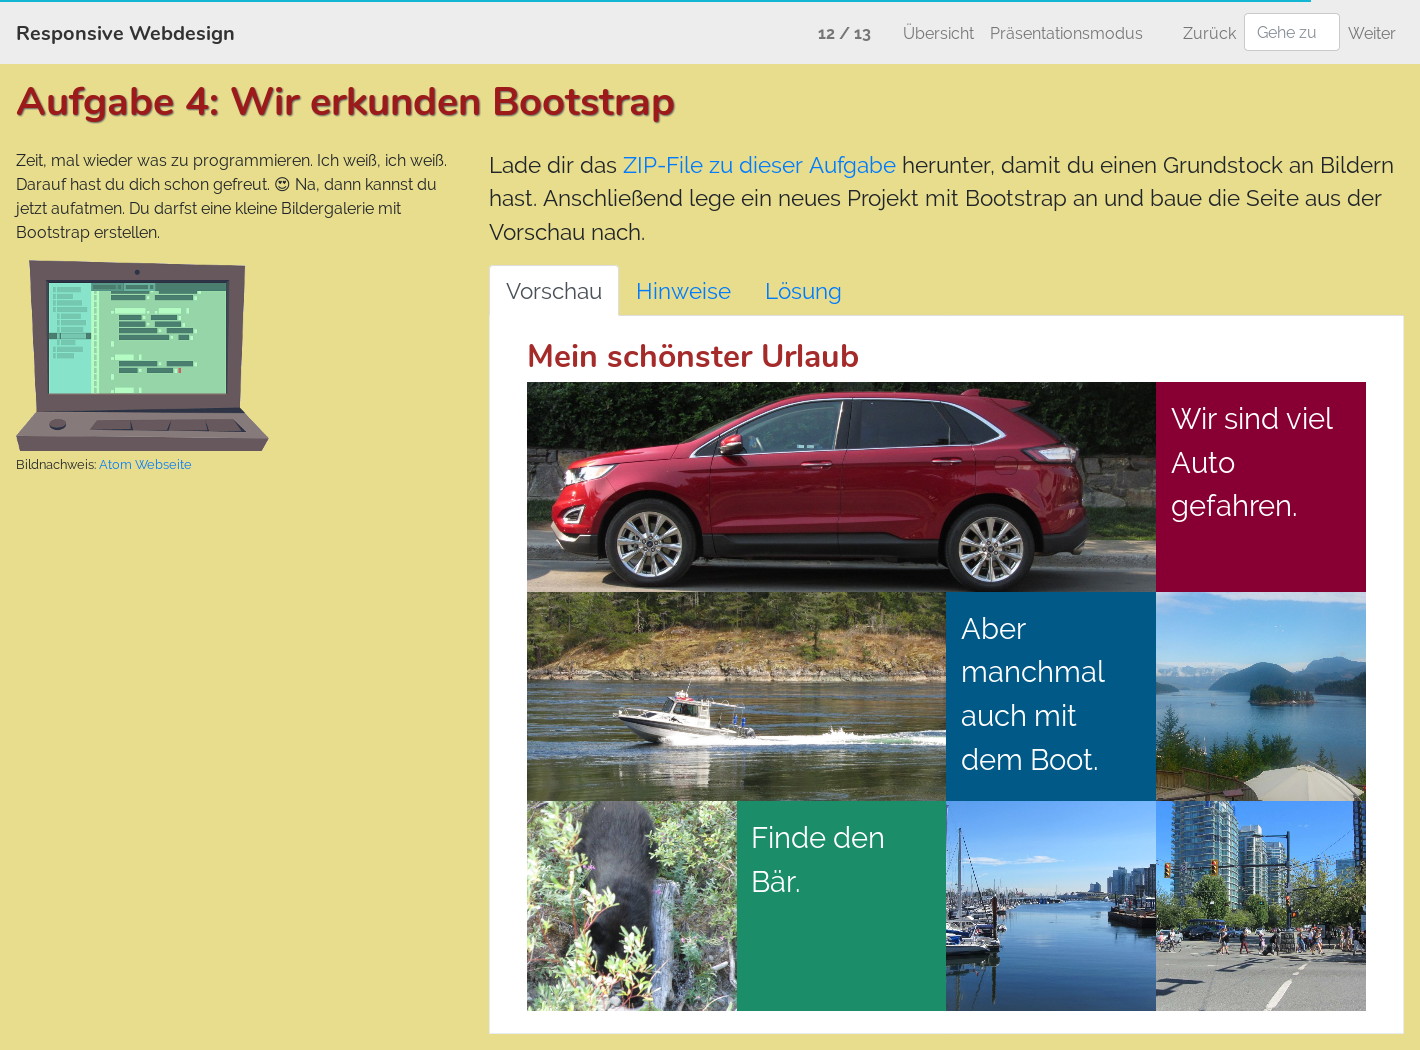 Responsive Webdesign
12 / 13 Übersicht Präsentationsmodus Zurück Gehe zu Weiter
Aufgabe 4: Wir erkunden Bootstrap
Zeit, mal wieder was zu programmieren. Ich weiß, ich weiß.
Darauf hast du dich schon gefreut. 😍 Na, dann kannst du
jetzt aufatmen. Du darfst eine kleine Bildergalerie mit
Bootstrap erstellen.
Bildnachweis: Atom Webseite
Lade dir das ZIP-File zu dieser Aufgabe herunter, damit du einen Grundstock an Bildern
hast. Anschließend lege ein neues Projekt mit Bootstrap an und baue die Seite aus der
Vorschau nach.
Vorschau Hinweise Lösung
Mein schönster Urlaub
Wir sind viel
Auto
gefahren.
Aber
manchmal
auch mit
dem Boot.
Finde den
Bär.